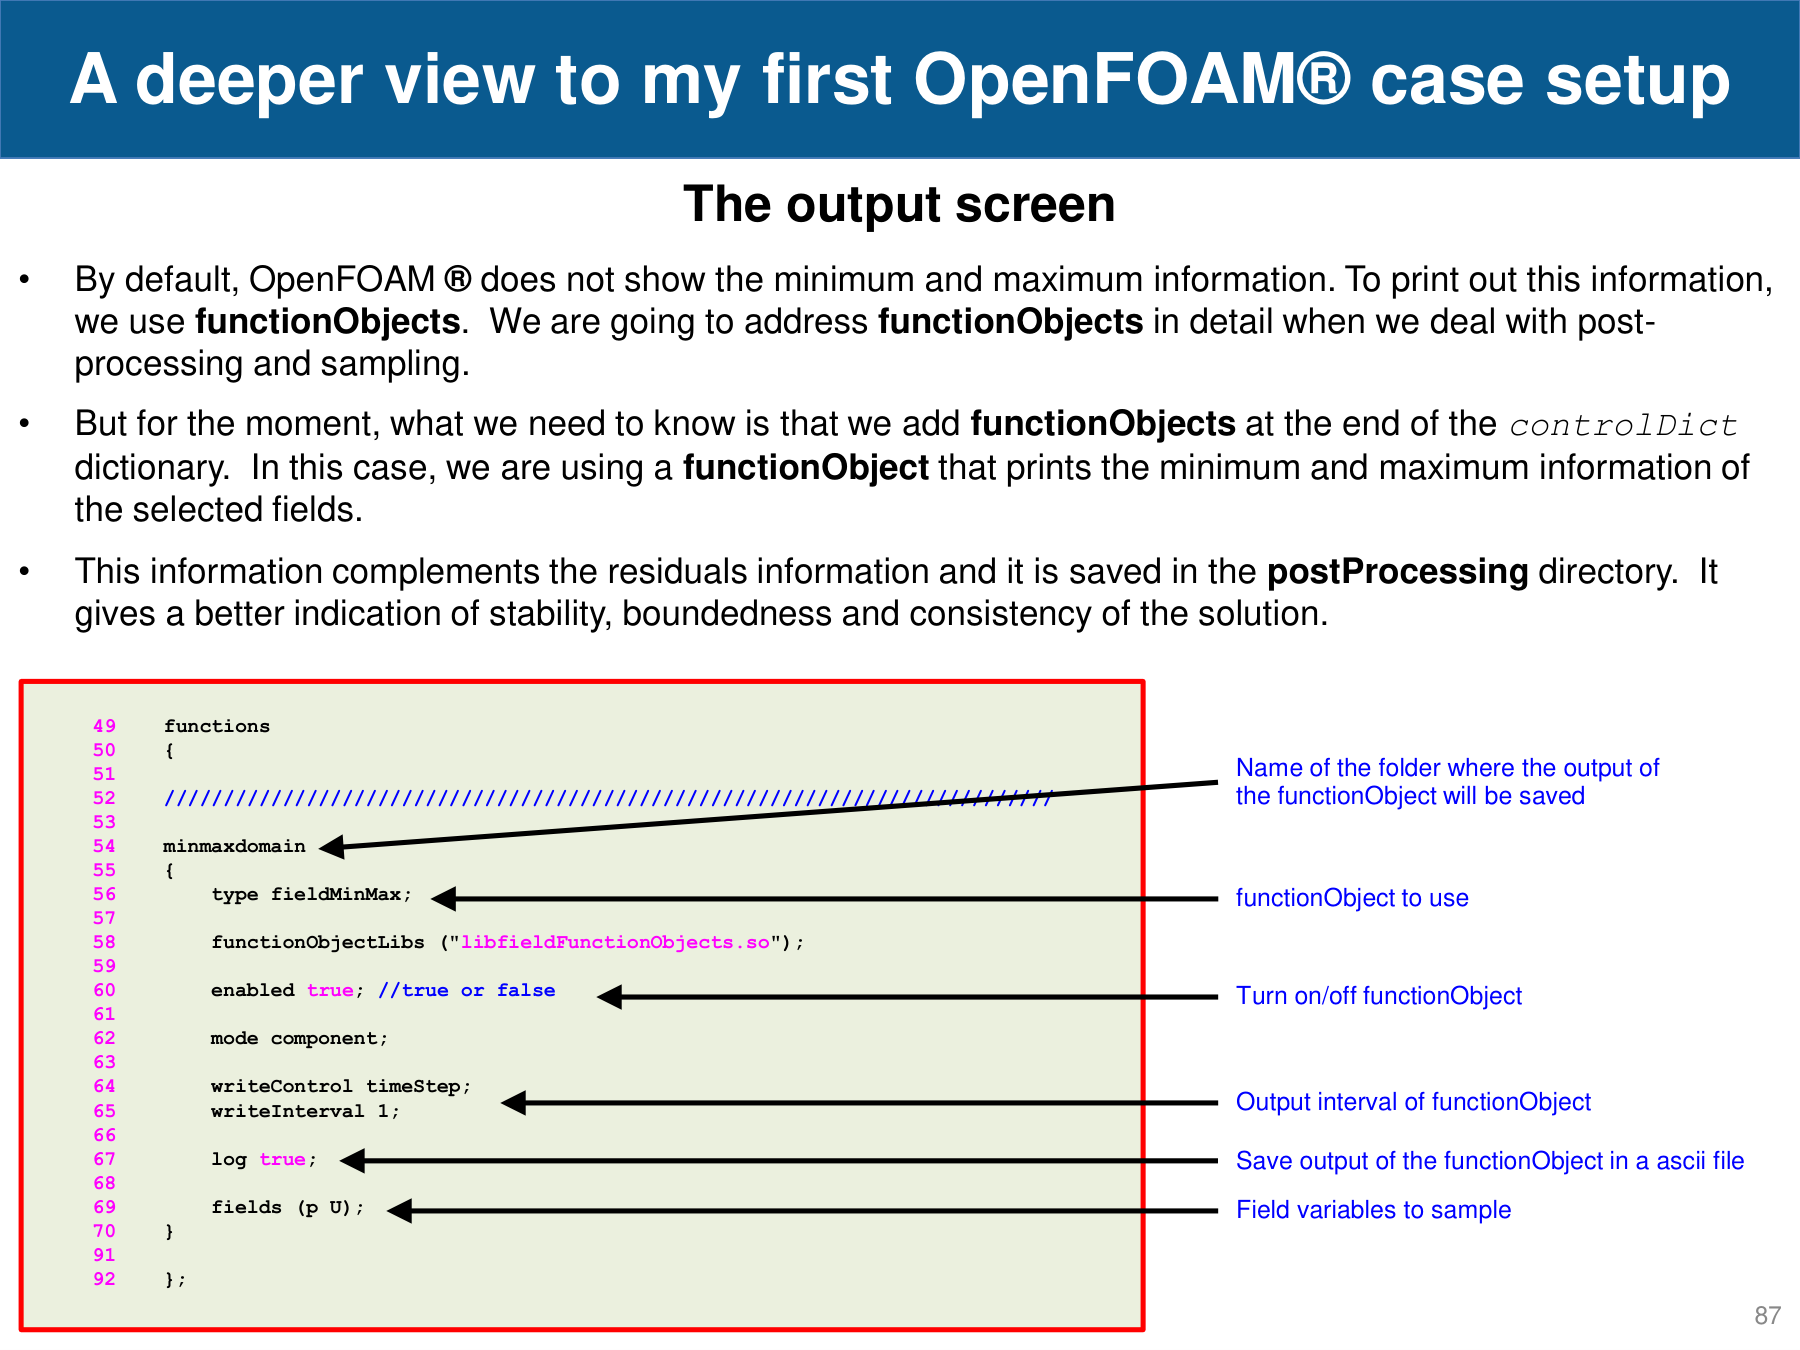 A deeper view to my first OpenFOAM® case setup
The output screen
• By default, OpenFOAM ® does not show the minimum and maximum information. To print out this information,
we use functionObjects.  We are going to address functionObjects in detail when we deal with post-
processing and sampling.
• But for the moment, what we need to know is that we add functionObjects at the end of the controlDict
dictionary.  In this case, we are using a functionObject that prints the minimum and maximum information of
the selected fields.
• This information complements the residuals information and it is saved in the postProcessing directory.  It
gives a better indication of stability, boundedness and consistency of the solution.
49 functions
50 {
51
52 ///////////////////////////////////////////////////////////////////////////
53
54 minmaxdomain
55 {
56 type fieldMinMax;
57
58 functionObjectLibs ("libfieldFunctionObjects.so");
59
60 enabled true; //true or false
61
62 mode component;
63
64 writeControl timeStep;
65 writeInterval 1;
66
67 log true;
68
69 fields (p U);
70 }
91
92 };
Name of the folder where the output of
the functionObject will be saved
functionObject to use
Turn on/off functionObject
Output interval of functionObject
Save output of the functionObject in a ascii file
Field variables to sample
87